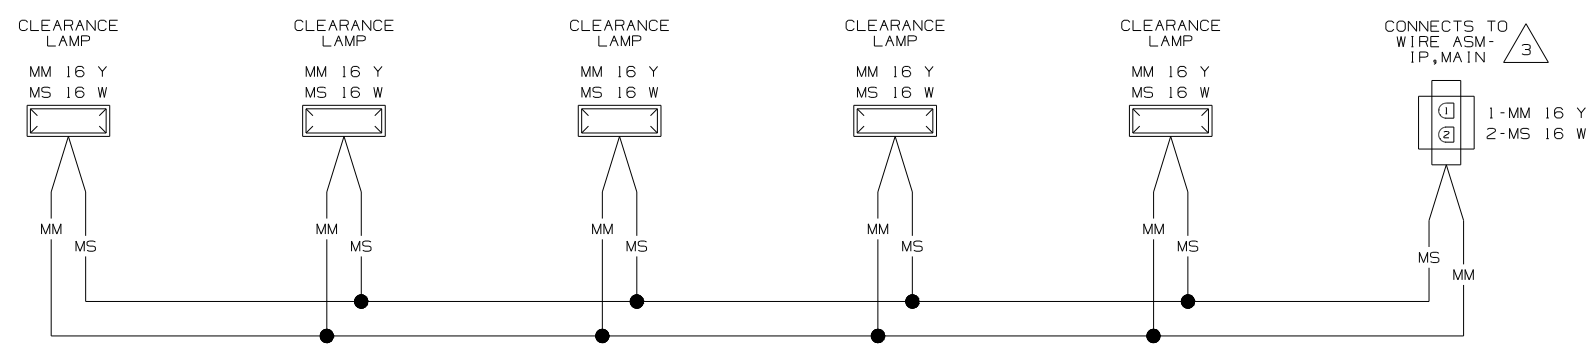 CLEARANCE
LAMP
MM 16 Y
MS 16 W
MM
MS
CLEARANCE
LAMP
MM 16 Y
MS 16 W
MM
MS
CLEARANCE
LAMP
MM 16 Y
MS 16 W
MM
MS
CLEARANCE
LAMP
MM 16 Y
MS 16 W
MM
MS
CLEARANCE
LAMP
MM 16 Y
MS 16 W
MM
MS
CONNECTS TO
WIRE ASM-
IP,MAIN
3
1
2
1-MM 16 Y
2-MS 16 W
MS
MM